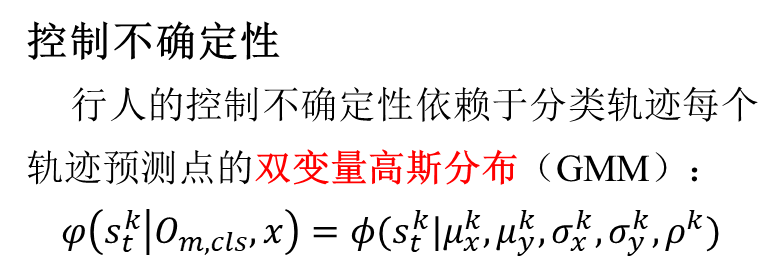 控制不确定性
行人的控制不确定性依赖于分类轨迹每个
轨迹预测点的双变量高斯分布（GMM）：
φ(s_t^k|O_{m,cls}, x) = ϕ(s_t^k|μ_x^k, μ_y^k, σ_x^k, σ_y^k, ρ^k)